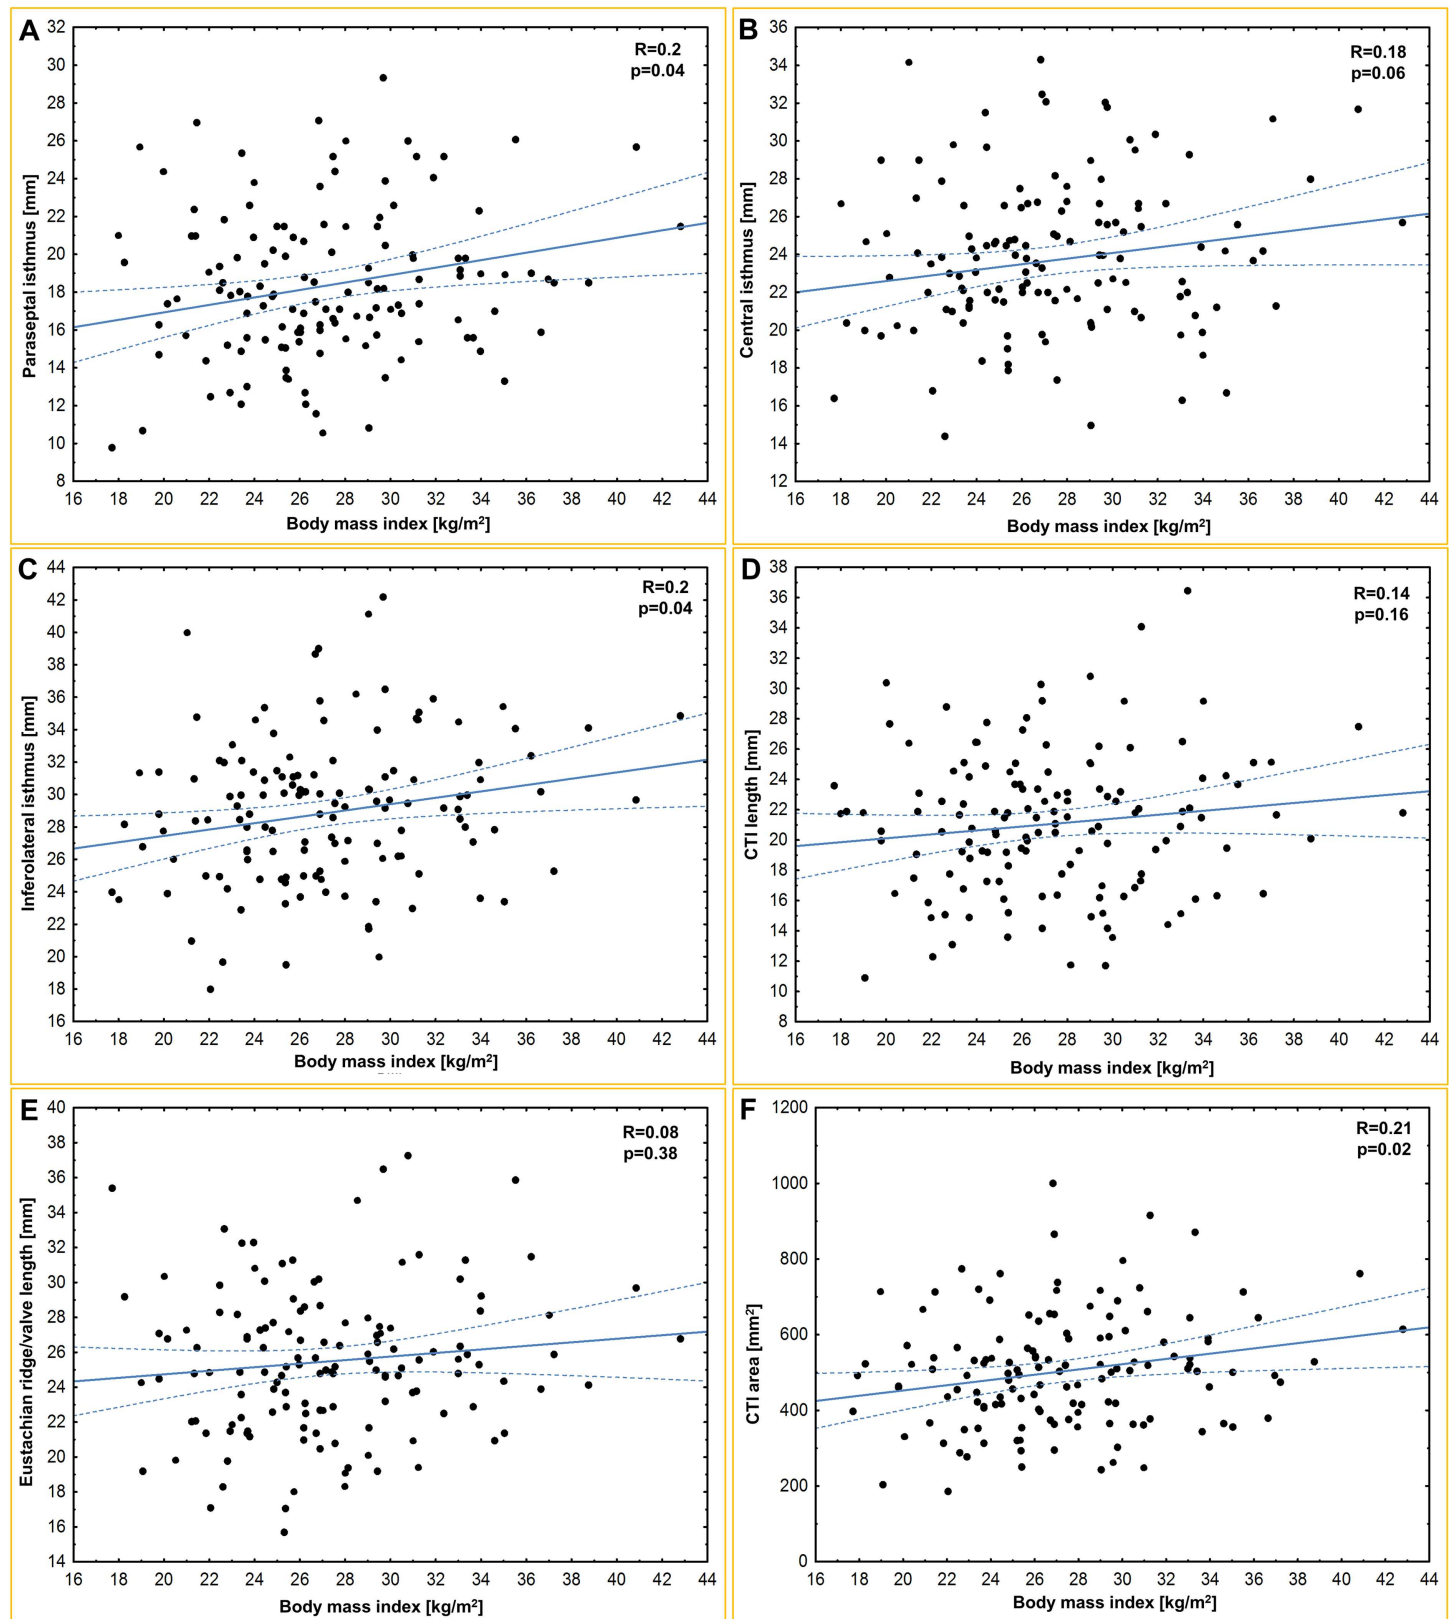 A
R=0.2
p=0.04
Paraseptal isthmus [mm]
32
30
28
26
24
22
20
18
16
14
12
10
8
16 18 20 22 24 26 28 30 32 34 36 38 40 42 44
Body mass index [kg/m²]
B
R=0.18
p=0.06
Central isthmus [mm]
36
34
32
30
28
26
24
22
20
18
16
14
12
16 18 20 22 24 26 28 30 32 34 36 38 40 42 44
Body mass index [kg/m²]
C
R=0.2
p=0.04
Inferolateral isthmus [mm]
44
42
40
38
36
34
32
30
28
26
24
22
20
18
16
16 18 20 22 24 26 28 30 32 34 36 38 40 42 44
Body mass index [kg/m²]
D
R=0.14
p=0.16
CTI length [mm]
38
36
34
32
30
28
26
24
22
20
18
16
14
12
10
8
16 18 20 22 24 26 28 30 32 34 36 38 40 42 44
Body mass index [kg/m²]
E
R=0.08
p=0.38
Eustachian ridge/valve length [mm]
40
38
36
34
32
30
28
26
24
22
20
18
16
14
16 18 20 22 24 26 28 30 32 34 36 38 40 42 44
Body mass index [kg/m²]
F
R=0.21
p=0.02
CTI area [mm²]
1200
1000
800
600
400
200
0
16 18 20 22 24 26 28 30 32 34 36 38 40 42 44
Body mass index [kg/m²]